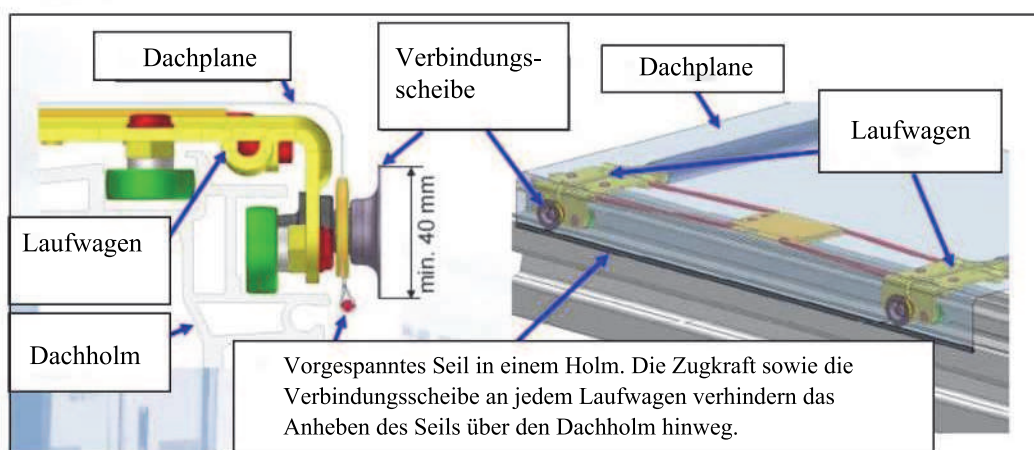 Dachplane
Verbindungs-
scheibe
Dachplane
Laufwagen
Laufwagen
min. 40 mm
Dachholm
Vorgespanntes Seil in einem Holm. Die Zugkraft sowie die
Verbindungsscheibe an jedem Laufwagen verhindern das
Anheben des Seils über den Dachholm hinweg.